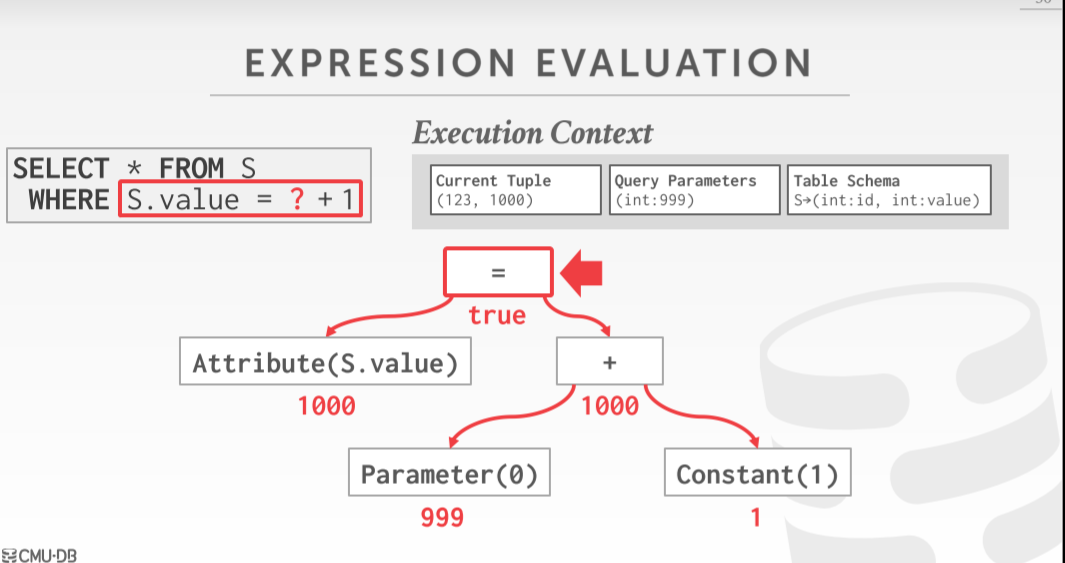 EXPRESSION EVALUATION
SELECT * FROM S
WHERE S.value = ? + 1
Execution Context
Current Tuple
(123, 1000)
Query Parameters
(int:999)
Table Schema
S→(int:id, int:value)
=
true
Attribute(S.value)
1000
+
1000
Parameter(0)
999
Constant(1)
1
CMU·DB